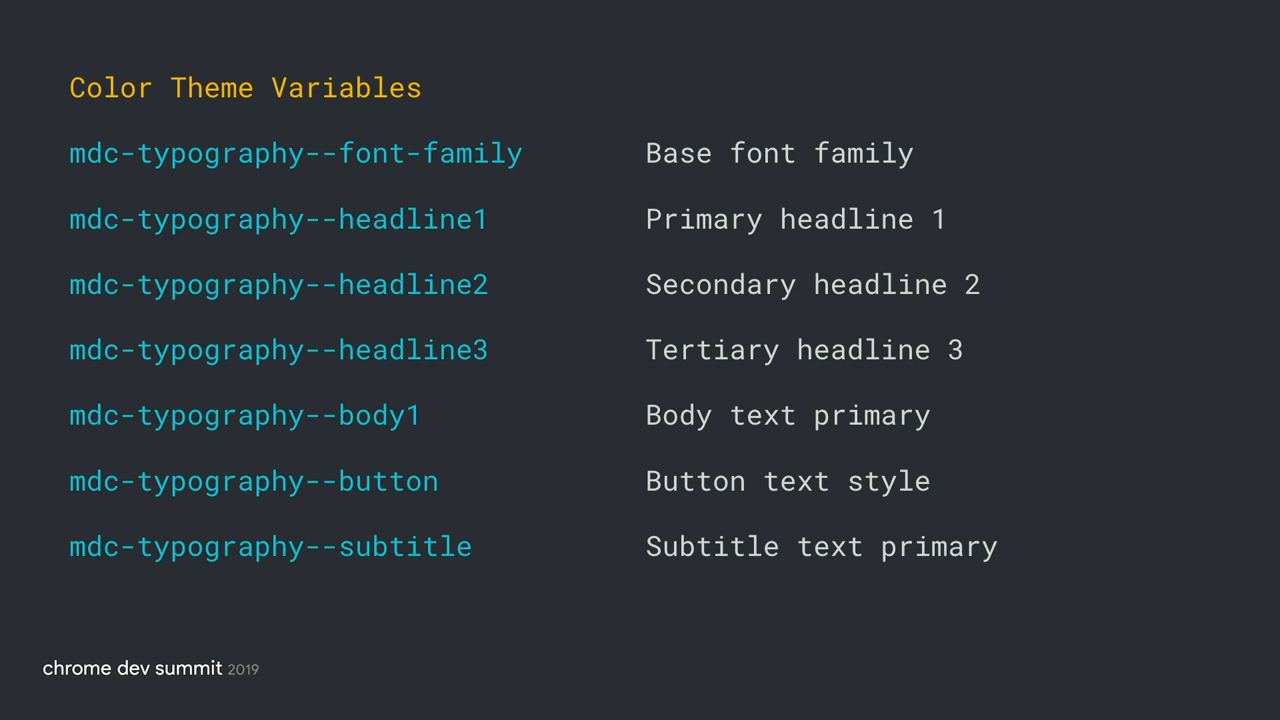 Color Theme Variables
mdc-typography--font-family Base font family
mdc-typography--headline1 Primary headline 1
mdc-typography--headline2 Secondary headline 2
mdc-typography--headline3 Tertiary headline 3
mdc-typography--body1 Body text primary
mdc-typography--button Button text style
mdc-typography--subtitle Subtitle text primary
chrome dev summit 2019